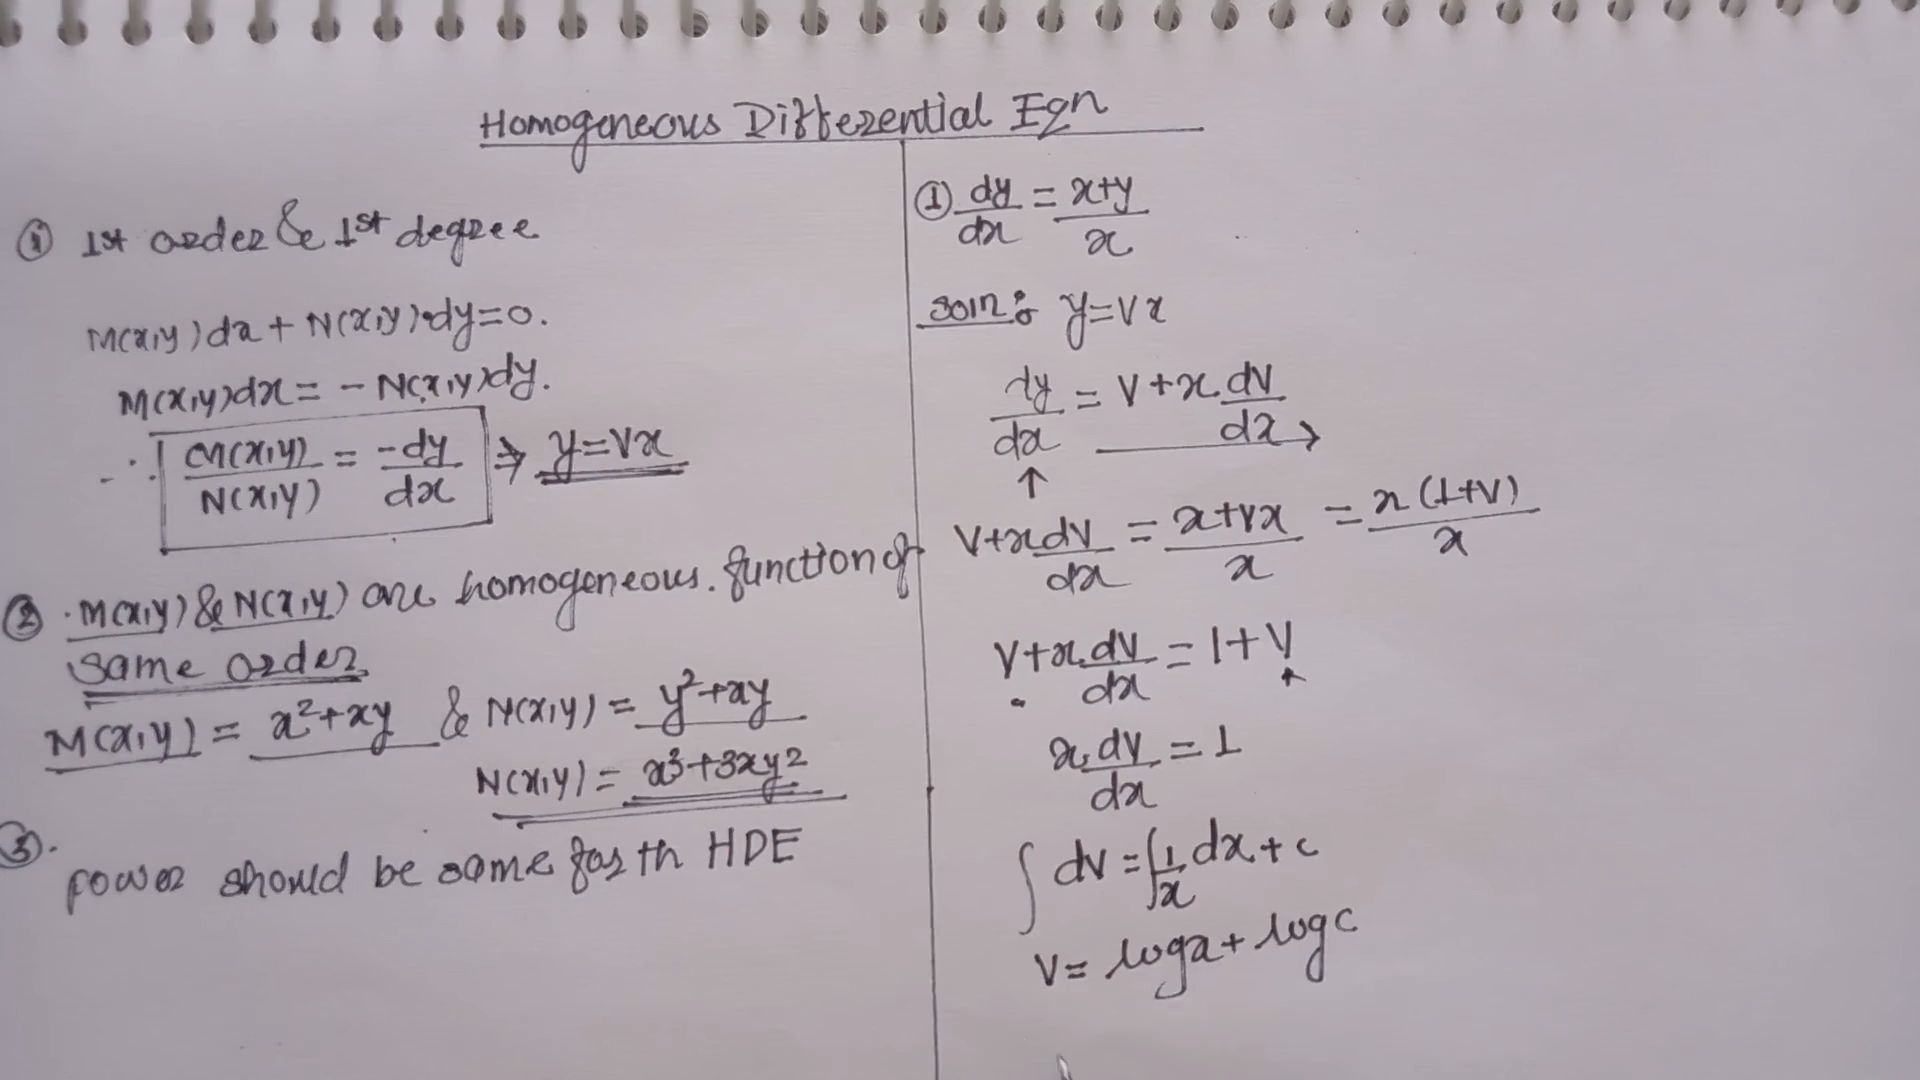 Homogeneous Differential Eqn
① 1st order & 1st degree
M(x,y)dx + N(x,y)dy=0.
M(x,y)dx = - N(x,y)dy.
∴ M(x,y)/N(x,y) = -dy/dx ⇒ y=vx
② M(x,y) & N(x,y) are homogeneous. function of
same order
M(x,y) = x²+xy & N(x,y) = y²+xy
N(x,y) = x³+3xy²
③. power should be same for th HDE
① dy/dx = x+y/x
soln: y=vx
dy/dx = v+x.dv/dx →
↑
v+xdv/dx = x+vx/x = x(1+v)/x
v+x.dv/dx = 1+v
x.dv/dx = 1
∫dv = ∫1/x dx+c
v= logx+logc